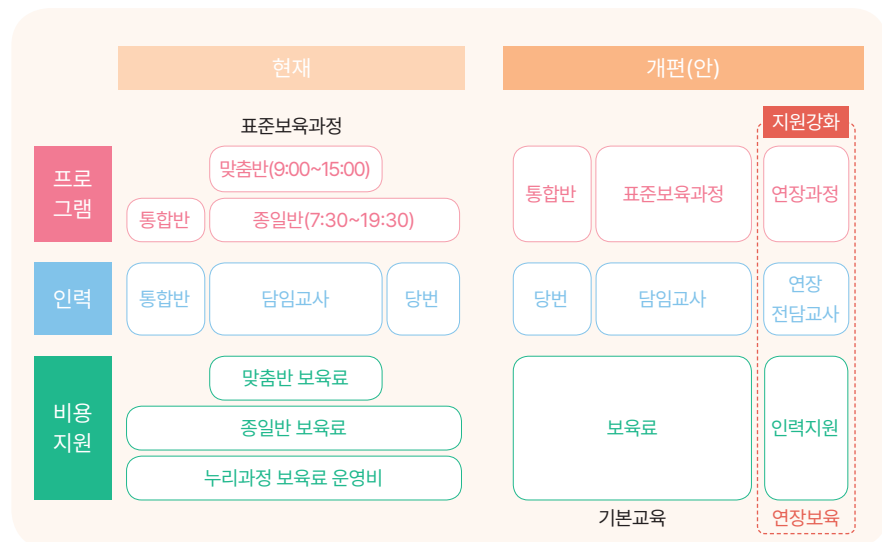 현재
개편(안)
표준보육과정
지원강화
프로
그램
맞춤반(9:00~15:00)
통합반
종일반(7:30~19:30)
통합반
표준보육과정
연장과정
인력
통합반
담임교사
당번
당번
담임교사
연장
전담교사
비용
지원
맞춤반 보육료
종일반 보육료
누리과정 보육료 운영비
보육료
인력지원
기본교육
연장보육